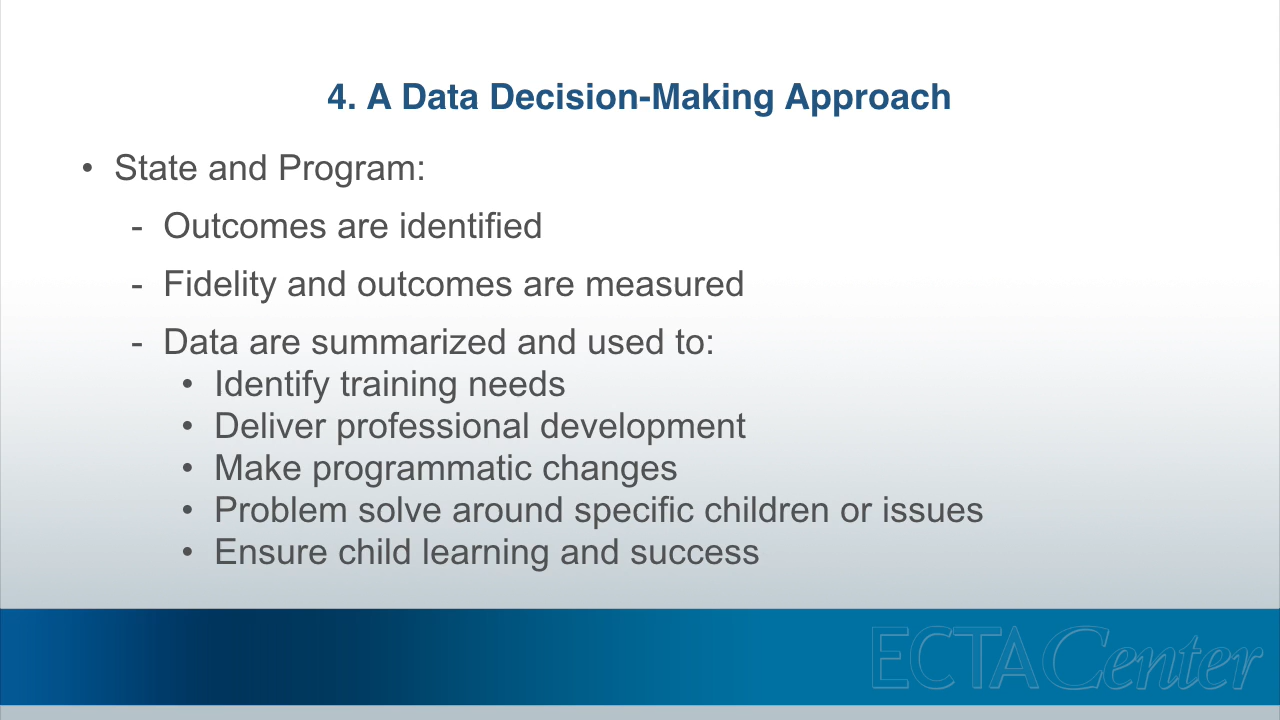 4. A Data Decision-Making Approach
• State and Program:
- Outcomes are identified
- Fidelity and outcomes are measured
- Data are summarized and used to:
• Identify training needs
• Deliver professional development
• Make programmatic changes
• Problem solve around specific children or issues
• Ensure child learning and success
ECTACenter